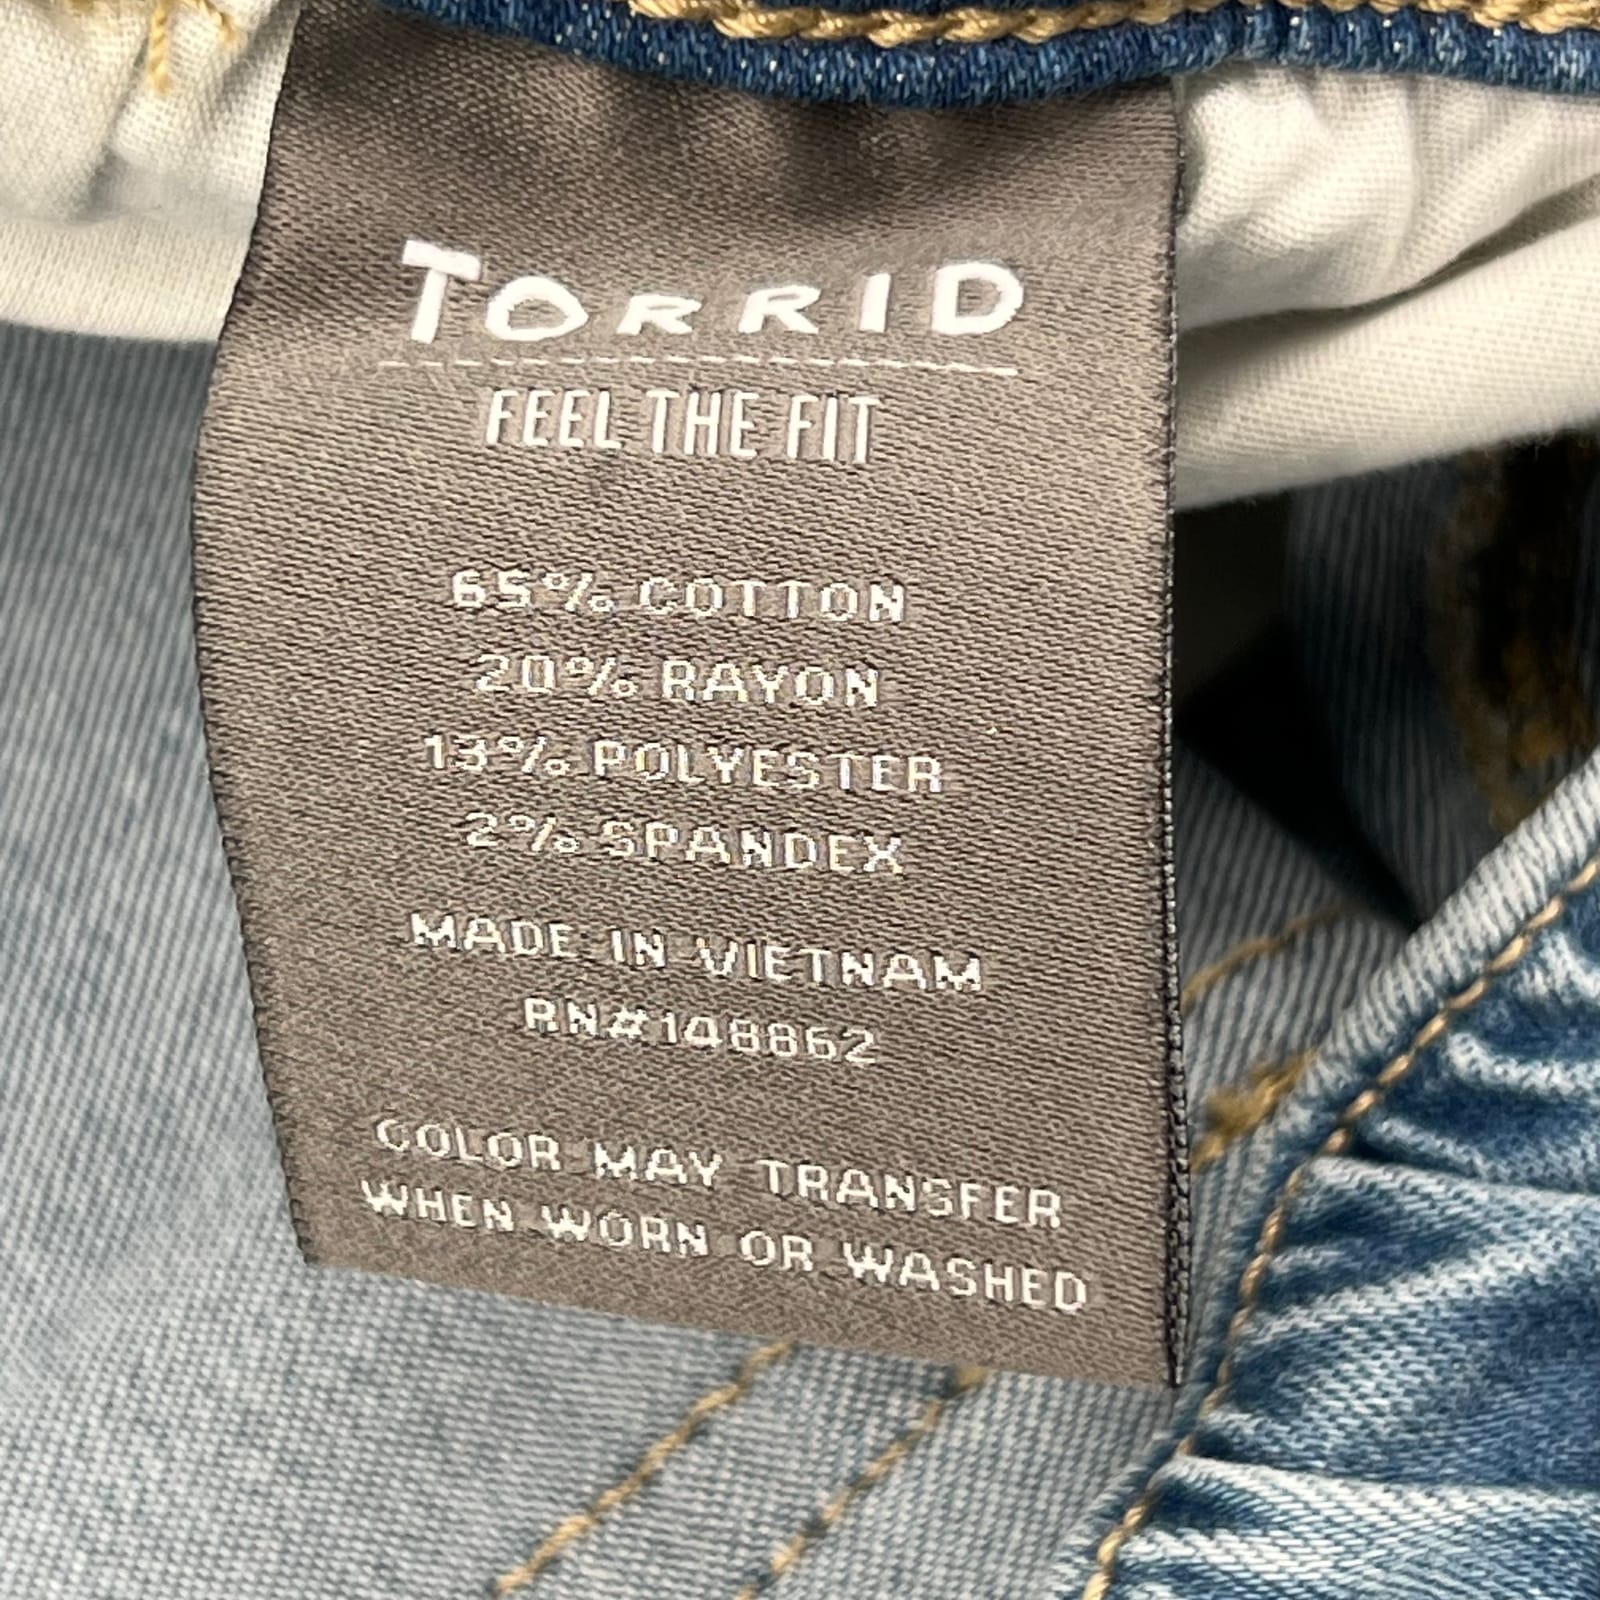 TORRID
FEEL THE FIT
65% COTTON
20% RAYON
13% POLYESTER
2% SPANDEX
MADE IN VIETNAM
RN#148862
COLOR MAY TRANSFER
WHEN WORN OR WASHED